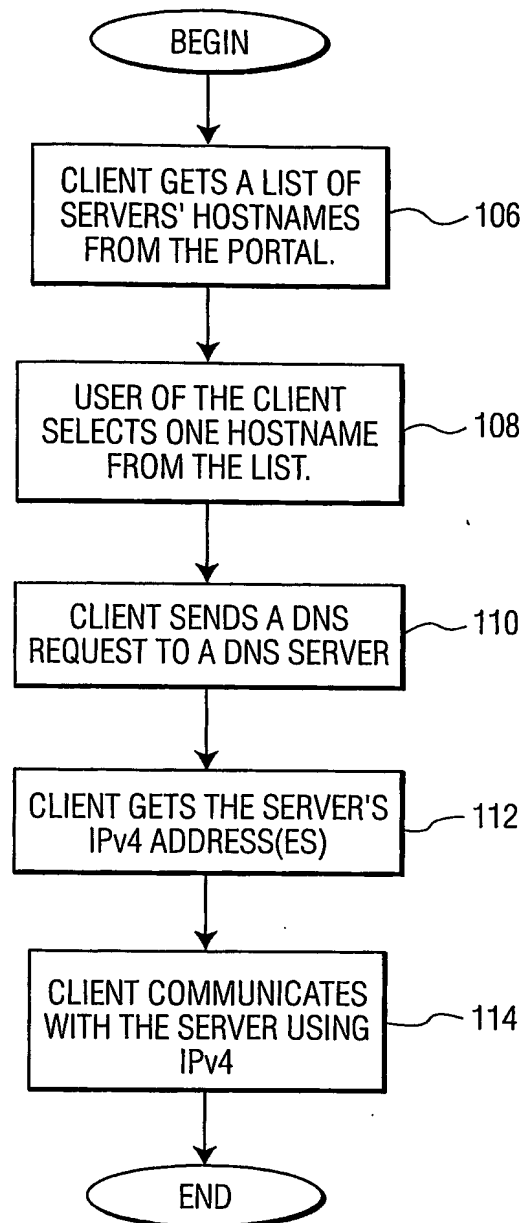 BEGIN
CLIENT GETS A LIST OF
SERVERS' HOSTNAMES
FROM THE PORTAL.
106
USER OF THE CLIENT
SELECTS ONE HOSTNAME
FROM THE LIST.
108
CLIENT SENDS A DNS
REQUEST TO A DNS SERVER
110
CLIENT GETS THE SERVER'S
IPv4 ADDRESS(ES)
112
CLIENT COMMUNICATES
WITH THE SERVER USING
IPv4
114
END